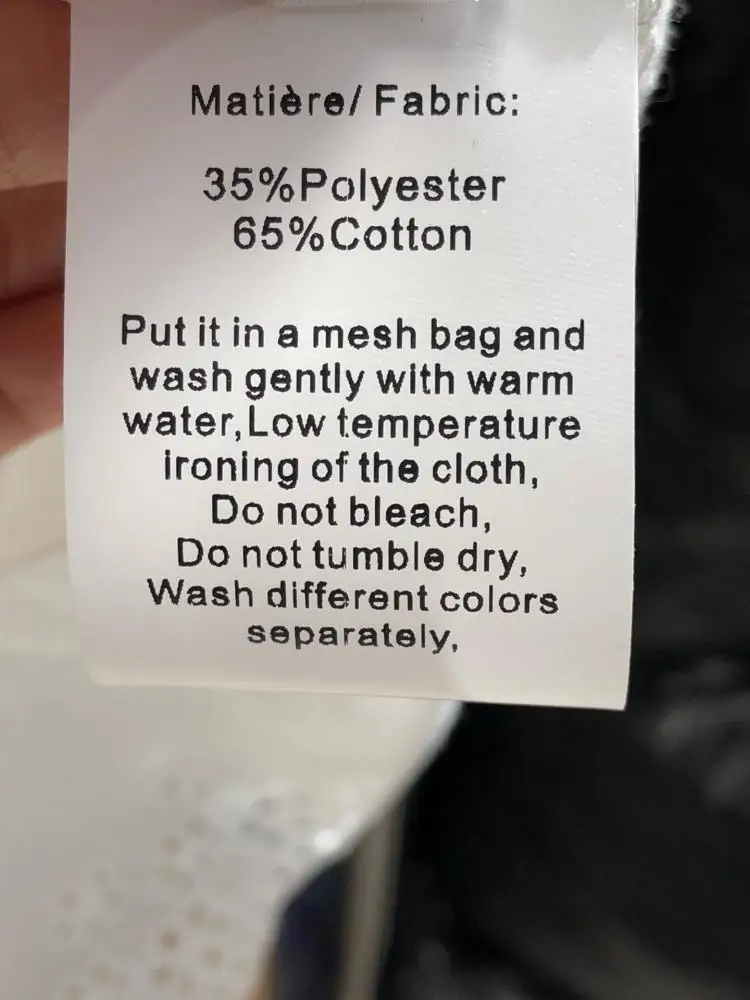 Matière/ Fabric:
35%Polyester
65%Cotton
Put it in a mesh bag and
wash gently with warm
water,Low temperature
ironing of the cloth,
Do not bleach,
Do not tumble dry,
Wash different colors
separately,